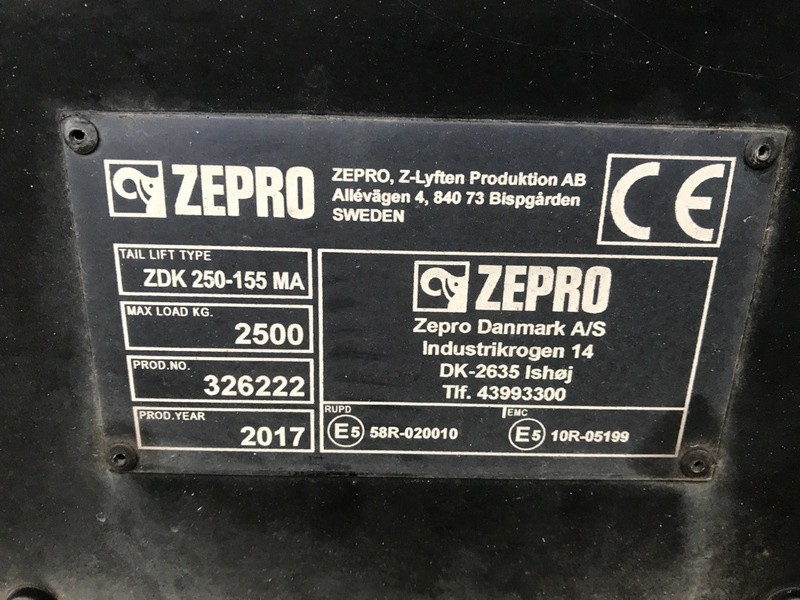 ZEPRO
ZEPRO, Z-Lyften Produktion AB
Allévägen 4, 840 73 Bispgården
SWEDEN
CE
TAIL LIFT TYPE
ZDK 250-155 MA
MAX LOAD KG.
2500
PROD.NO.
326222
PROD.YEAR
2017
ZEPRO
Zepro Danmark A/S
Industrikrogen 14
DK-2635 Ishøj
Tlf. 43993300
RUPD
E5 58R-020010
EMC
E5 10R-05199